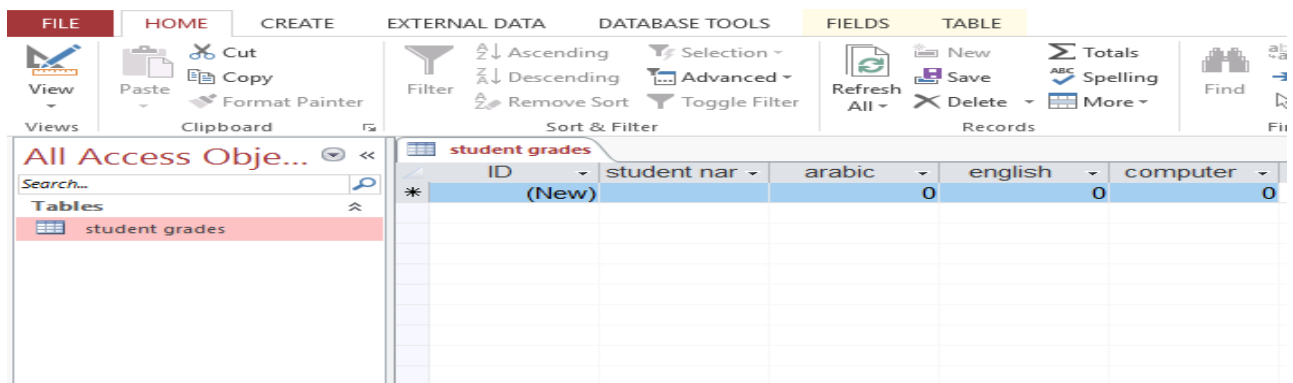 FILE HOME CREATE EXTERNAL DATA DATABASE TOOLS FIELDS TABLE
View
Views
Paste
Cut
Copy
Format Painter
Clipboard
Filter
Ascending
Descending
Remove Sort
Selection
Advanced
Toggle Filter
Sort & Filter
Refresh
All
New
Save
Delete
Totals
Spelling
More
Records
Find
All Access Obje...
Search...
Tables
student grades
student grades
ID student nar arabic english computer
(New) 0 0 0